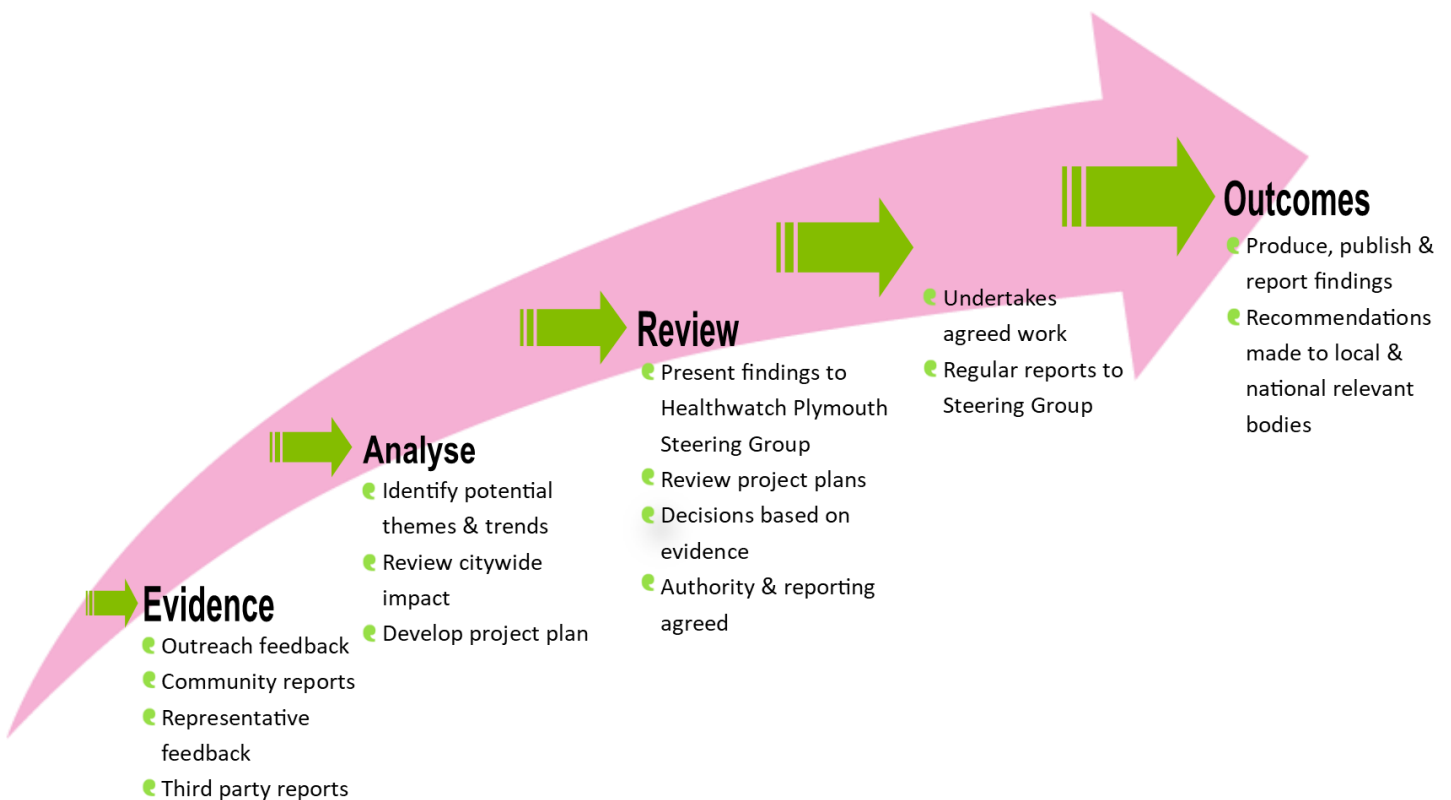 Evidence
Outreach feedback
Community reports
Representative
feedback
Third party reports
Analyse
Identify potential
themes & trends
Review citywide
impact
Develop project plan
Review
Present findings to
Healthwatch Plymouth
Steering Group
Review project plans
Decisions based on
evidence
Authority & reporting
agreed
Undertakes
agreed work
Regular reports to
Steering Group
Outcomes
Produce, publish &
report findings
Recommendations
made to local &
national relevant
bodies